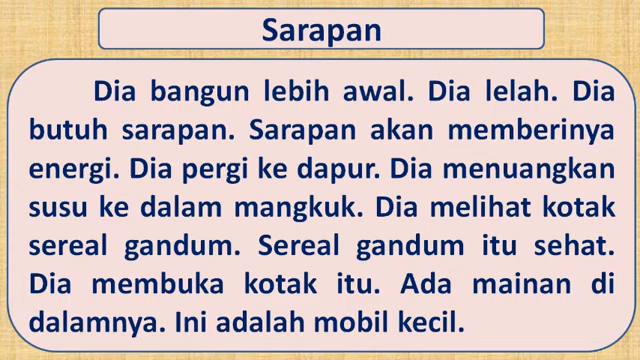 Sarapan
Dia bangun lebih awal. Dia lelah. Dia
butuh sarapan. Sarapan akan memberinya
energi. Dia pergi ke dapur. Dia menuangkan
susu ke dalam mangkuk. Dia melihat kotak
sereal gandum. Sereal gandum itu sehat.
Dia membuka kotak itu. Ada mainan di
dalamnya. Ini adalah mobil kecil.